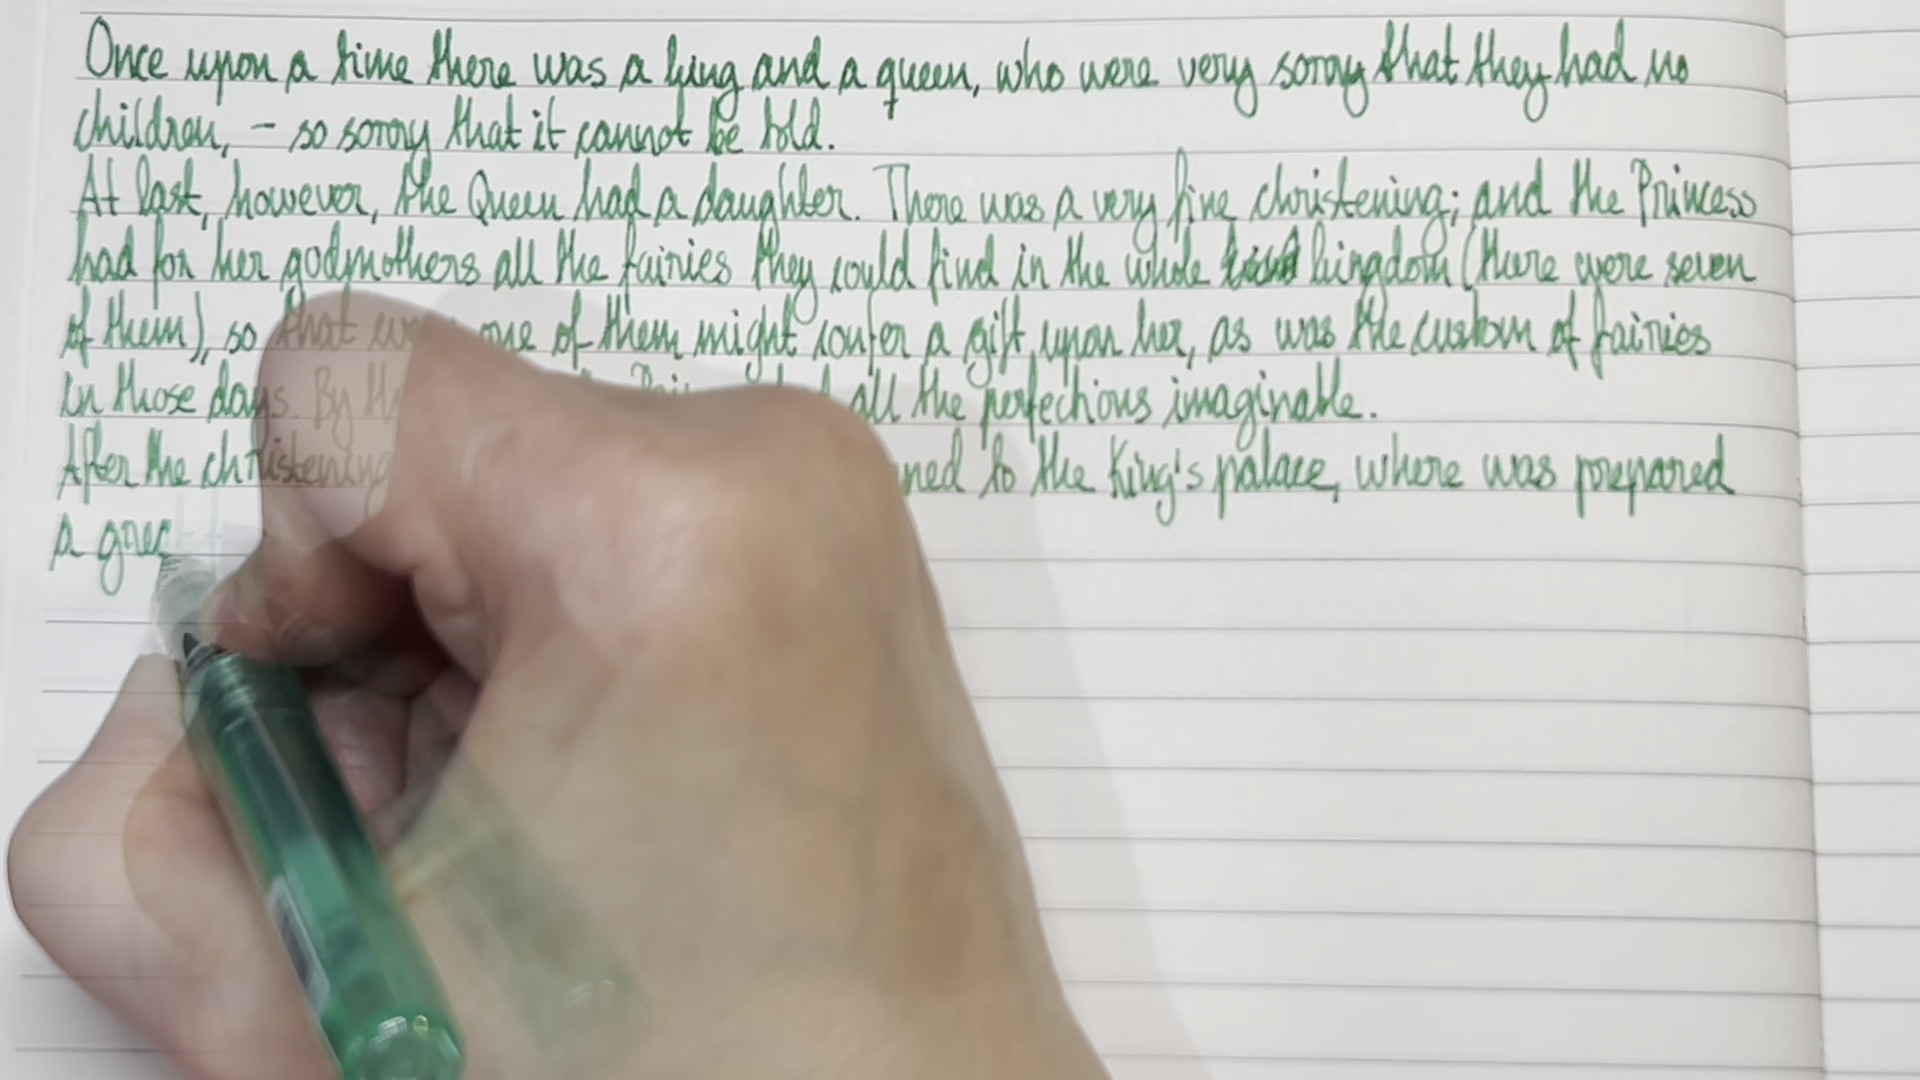 Once upon a time there was a king and a queen, who were very sorry that they had no
children, - so sorry that it cannot be told.
At last, however, the Queen had a daughter. There was a very fine christening; and the Princess
had for her godmothers all the fairies they could find in the whole kingdom (there were seven
of them), so that every one of them might confer a gift upon her, as was the custom of fairies
in those days. By all the perfections imaginable.
After the christening to the King's palace, where was prepared
a